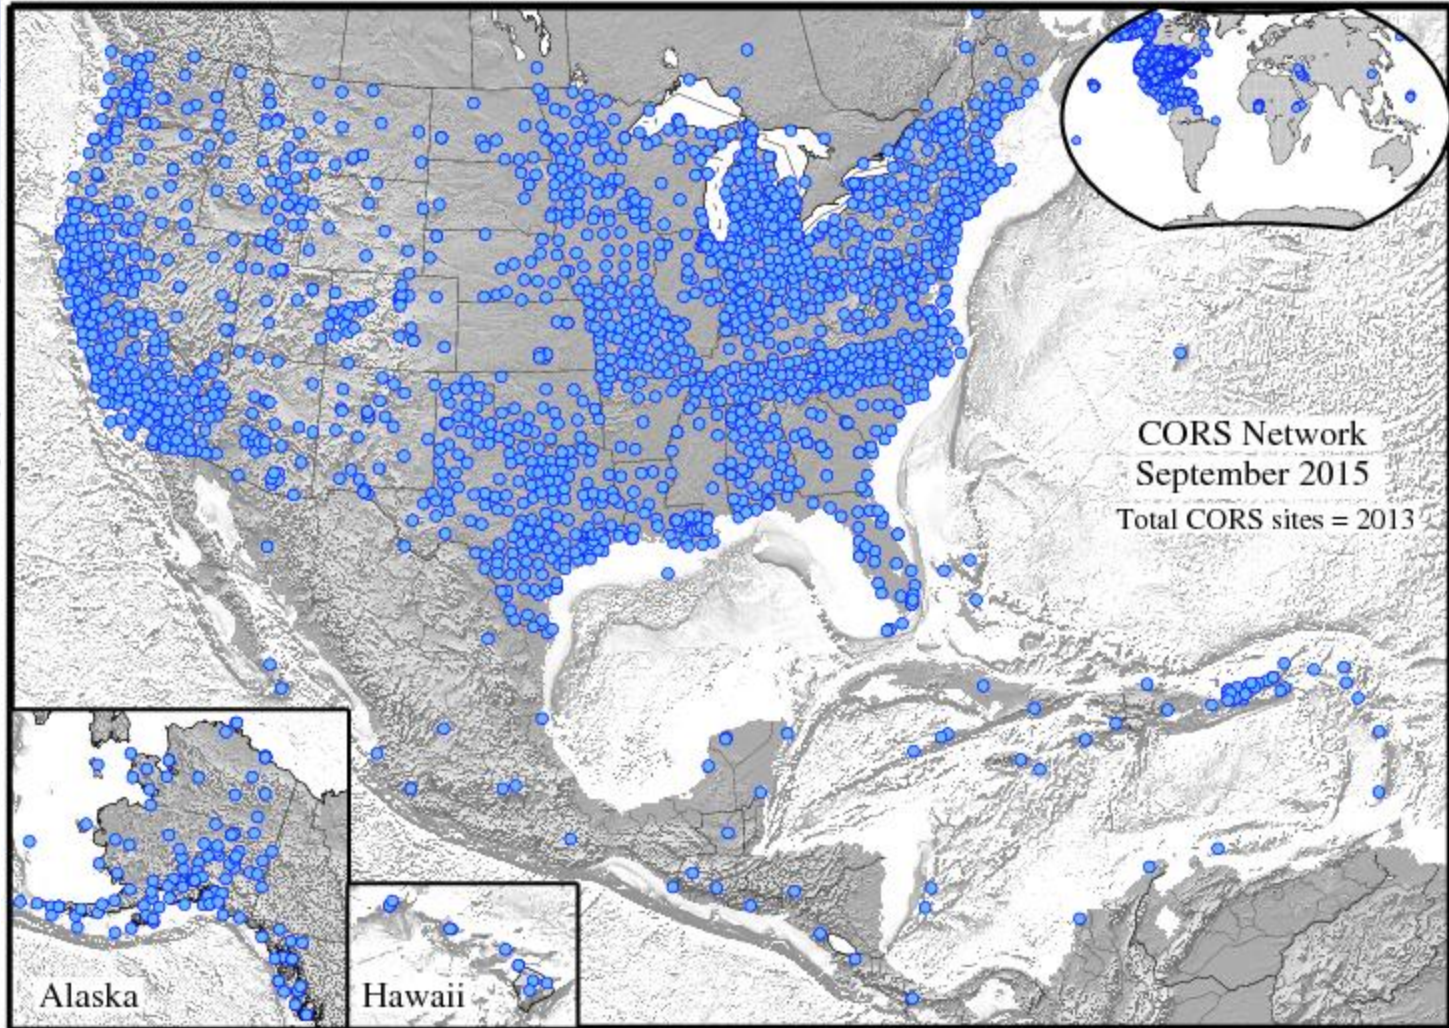 CORS Network
September 2015
Total CORS sites = 2013
Alaska
Hawaii